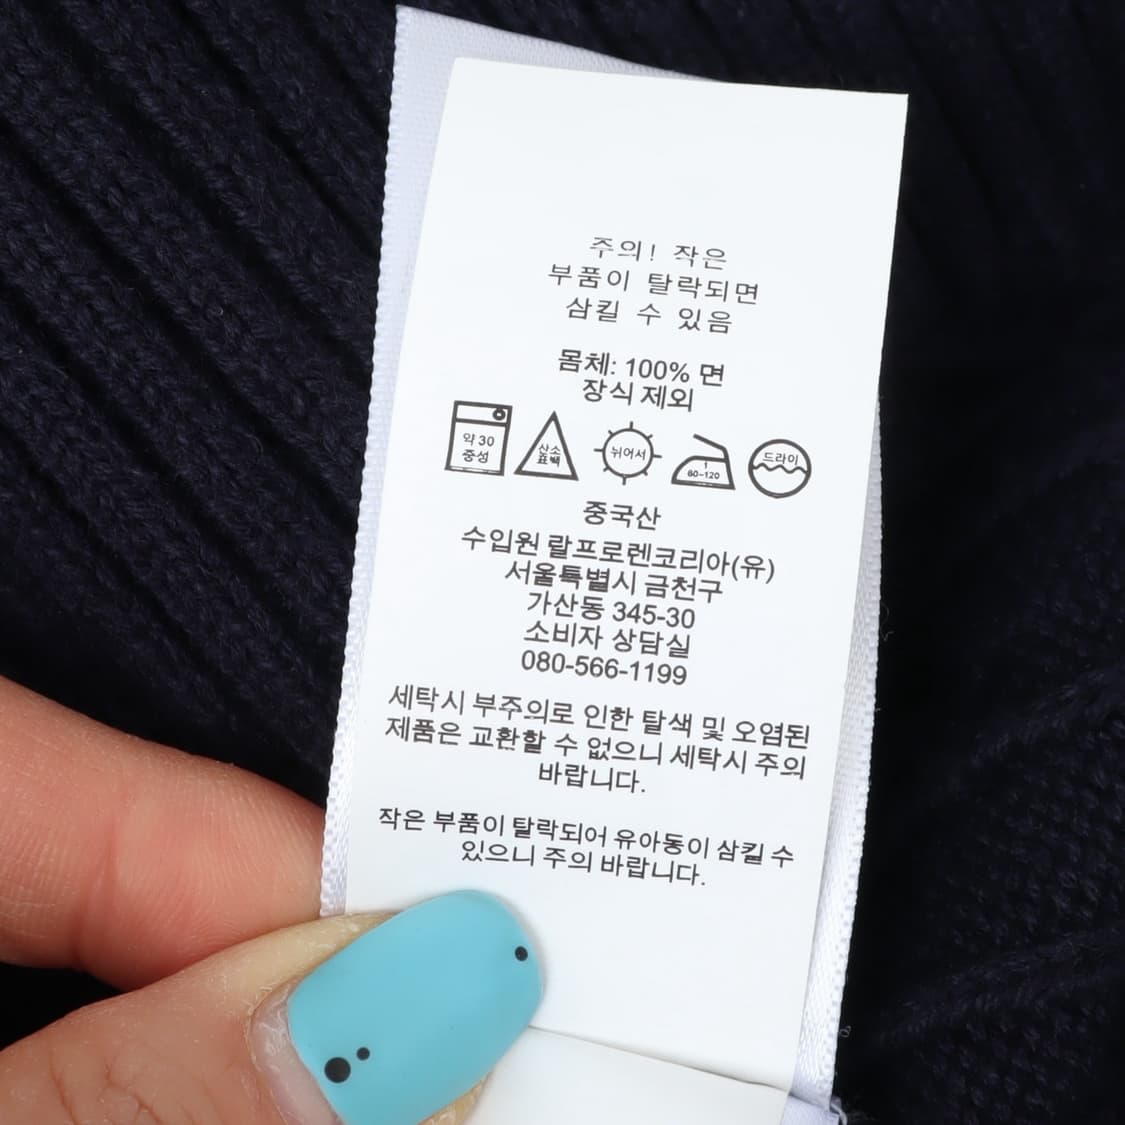 주의! 작은
부품이 탈락되면
삼킬 수 있음
몸체: 100% 면
장식 제외
약 30
중성
산소
표백
뉘어서
1
60-120
드라이
중국산
수입원 랄프로렌코리아(유)
서울특별시 금천구
가산동 345-30
소비자 상담실
080-566-1199
세탁시 부주의로 인한 탈색 및 오염된
제품은 교환할 수 없으니 세탁시 주의
바랍니다.
작은 부품이 탈락되어 유아동이 삼킬 수
있으니 주의 바랍니다.